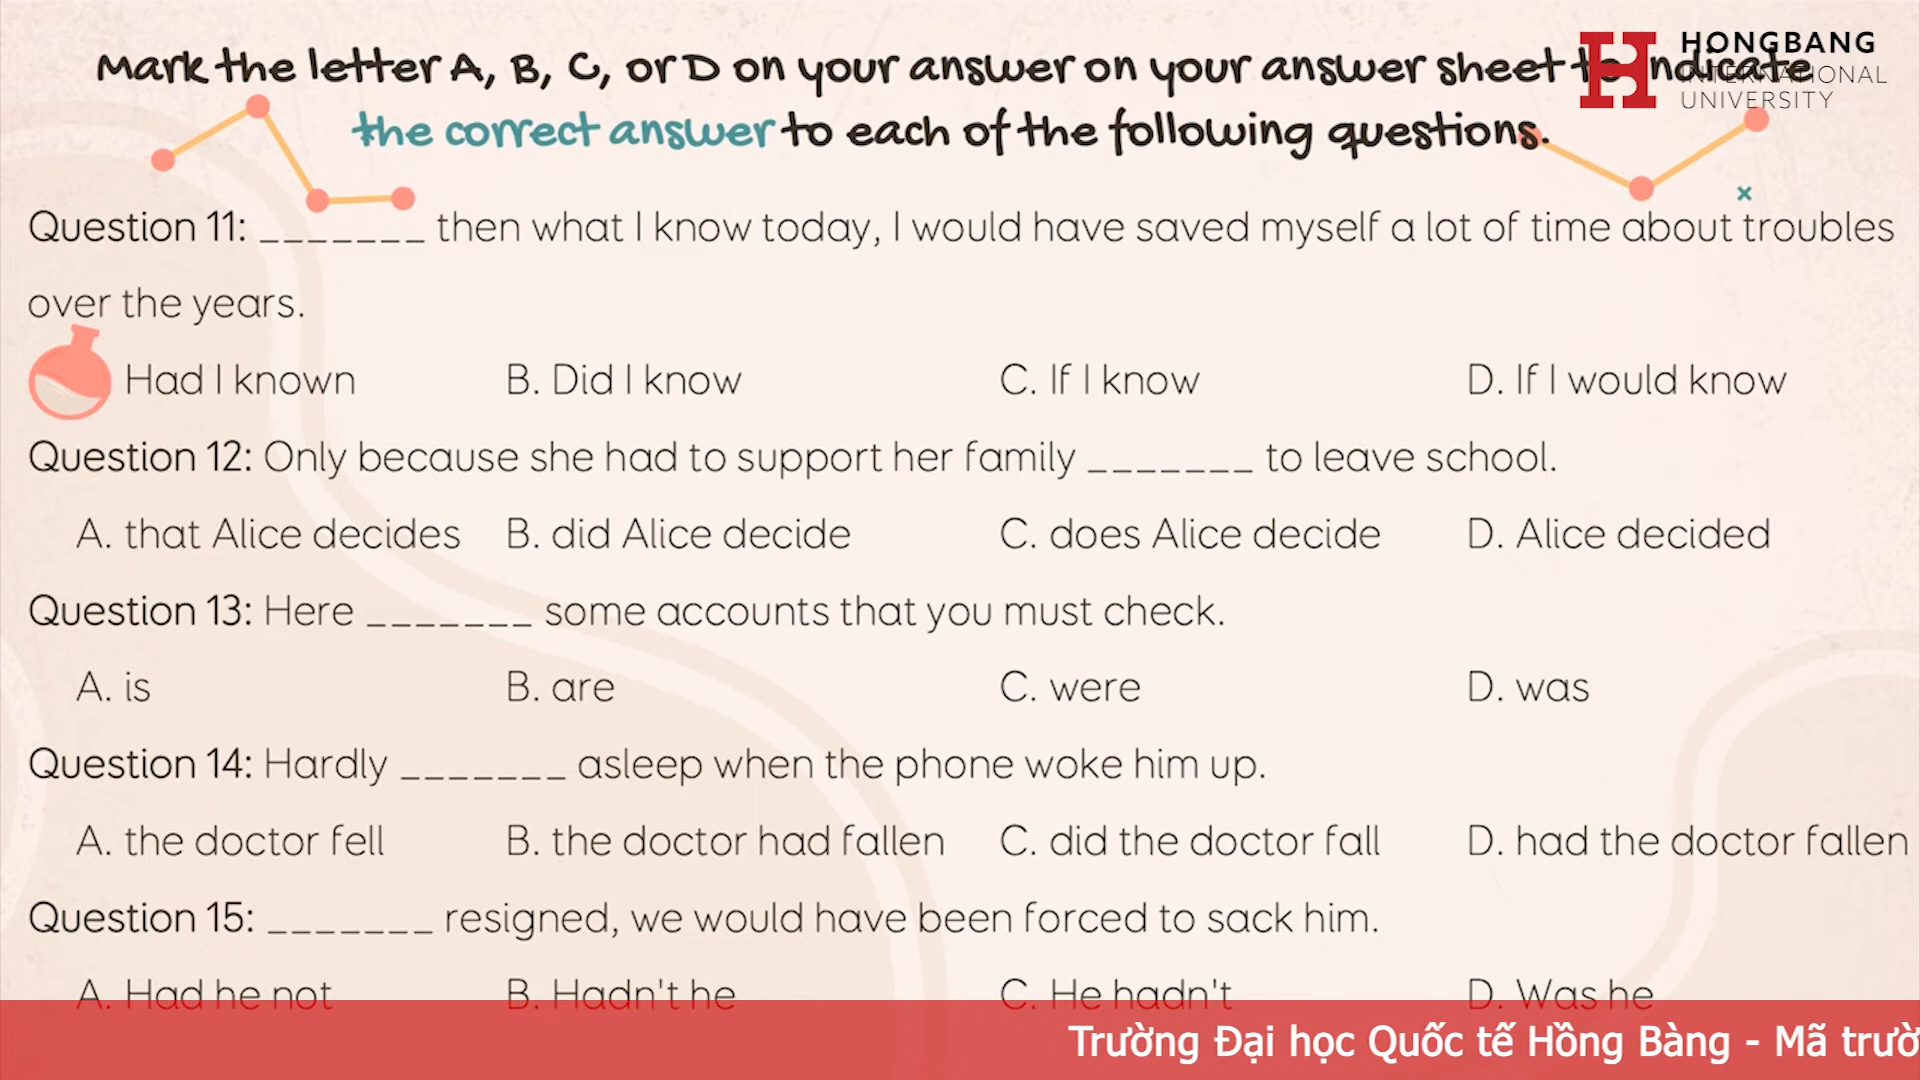 Mark the letter A, B, C, or D on your answer on your answer sheet to indicate
the correct answer to each of the following questions.
HONGBANG
INTERNATIONAL
UNIVERSITY
Question 11: _______ then what I know today, I would have saved myself a lot of time about troubles
over the years.
Had I known B. Did I know C. If I know D. If I would know
Question 12: Only because she had to support her family _______ to leave school.
A. that Alice decides B. did Alice decide C. does Alice decide D. Alice decided
Question 13: Here _______ some accounts that you must check.
A. is B. are C. were D. was
Question 14: Hardly _______ asleep when the phone woke him up.
A. the doctor fell B. the doctor had fallen C. did the doctor fall D. had the doctor fallen
Question 15: _______ resigned, we would have been forced to sack him.
A. Had he not B. Hadn't he C. He hadn't D. Was he
Trường Đại học Quốc tế Hồng Bàng - Mã trườ